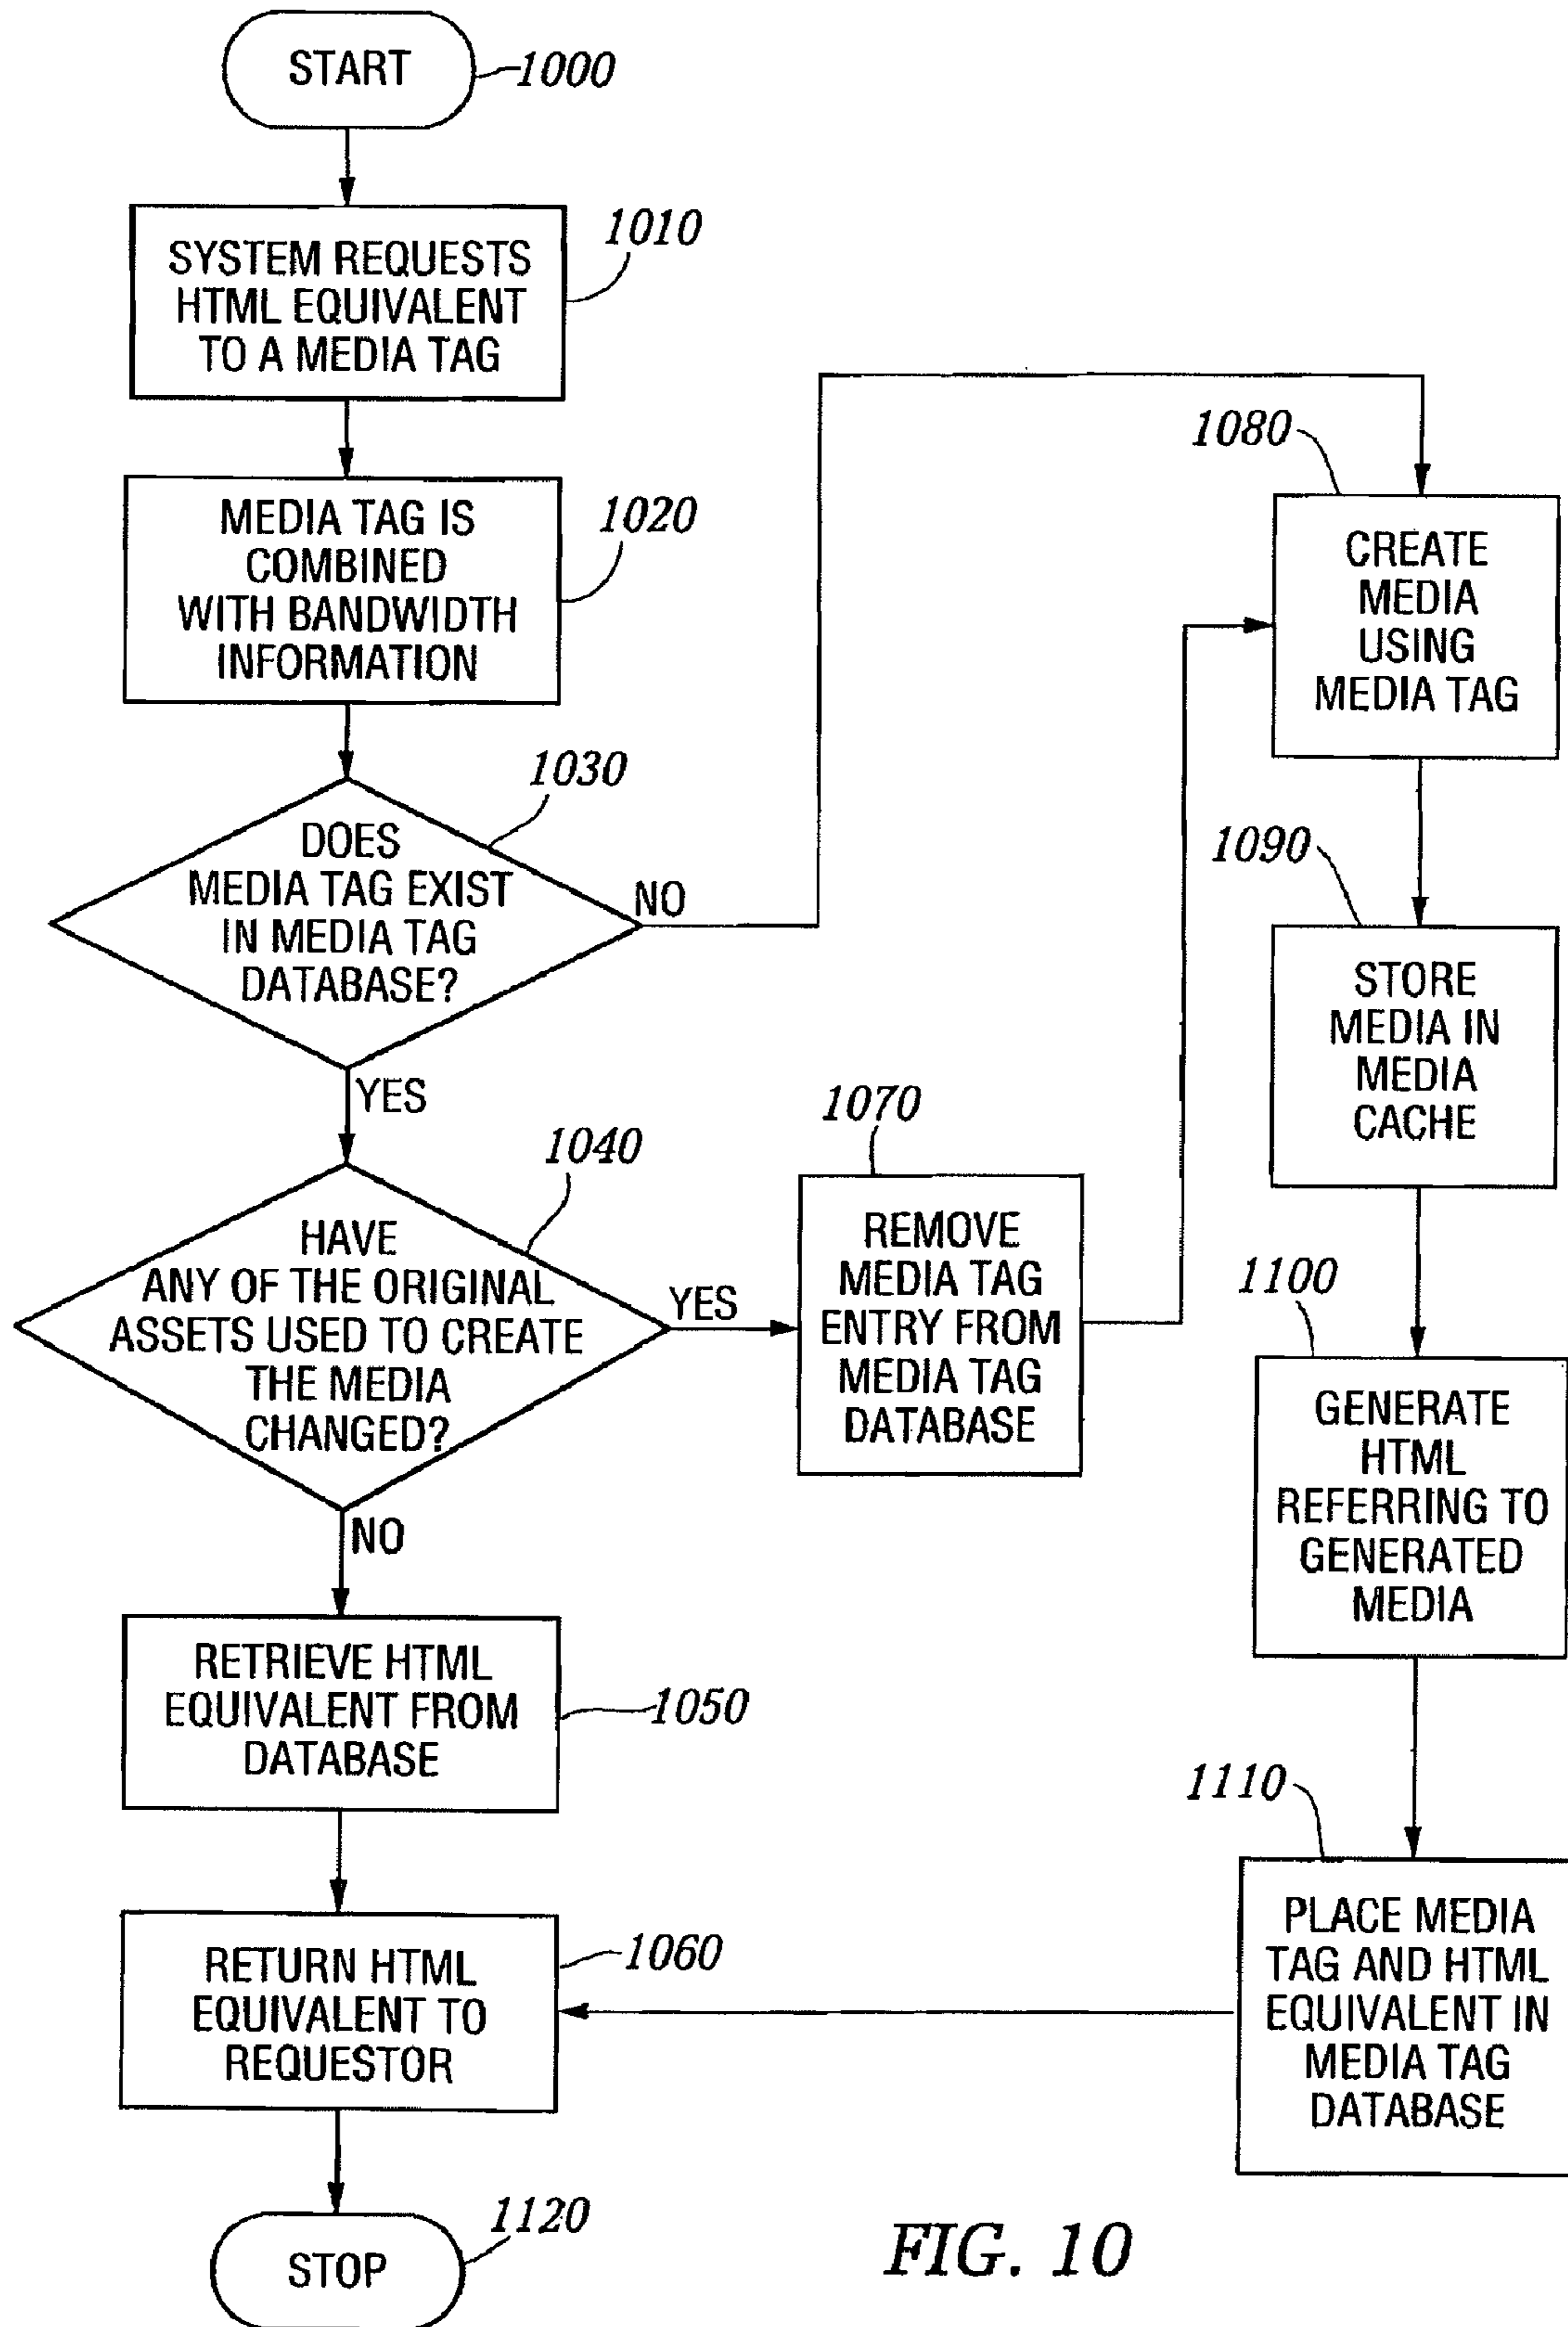 START
1000
SYSTEM REQUESTS
HTML EQUIVALENT
TO A MEDIA TAG
1010
MEDIA TAG IS
COMBINED
WITH BANDWIDTH
INFORMATION
1020
DOES
MEDIA TAG EXIST
IN MEDIA TAG
DATABASE?
1030
NO
YES
HAVE
ANY OF THE ORIGINAL
ASSETS USED TO CREATE
THE MEDIA
CHANGED?
1040
YES
NO
RETRIEVE HTML
EQUIVALENT FROM
DATABASE
1050
RETURN HTML
EQUIVALENT TO
REQUESTOR
1060
STOP
1120
1070
REMOVE
MEDIA TAG
ENTRY FROM
MEDIA TAG
DATABASE
1080
CREATE
MEDIA
USING
MEDIA TAG
1090
STORE
MEDIA IN
MEDIA
CACHE
1100
GENERATE
HTML
REFERRING TO
GENERATED
MEDIA
1110
PLACE MEDIA
TAG AND HTML
EQUIVALENT IN
MEDIA TAG
DATABASE
FIG. 10